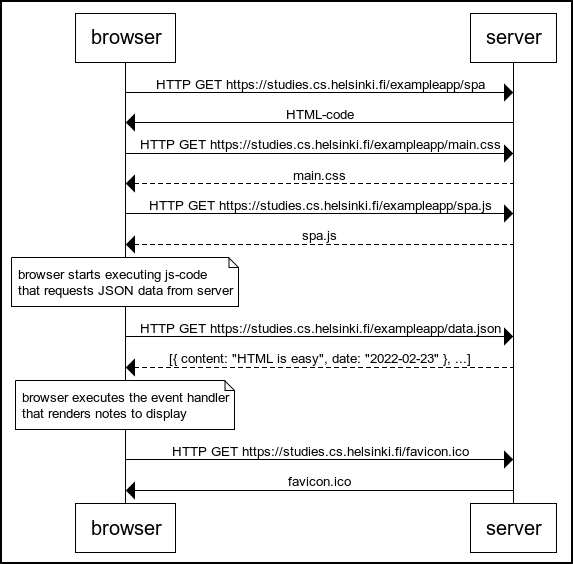 browser
server
HTTP GET https://studies.cs.helsinki.fi/exampleapp/spa
HTML-code
HTTP GET https://studies.cs.helsinki.fi/exampleapp/main.css
main.css
HTTP GET https://studies.cs.helsinki.fi/exampleapp/spa.js
spa.js
browser starts executing js-code
that requests JSON data from server
HTTP GET https://studies.cs.helsinki.fi/exampleapp/data.json
[{ content: "HTML is easy", date: "2022-02-23" }, ...]
browser executes the event handler
that renders notes to display
HTTP GET https://studies.cs.helsinki.fi/favicon.ico
favicon.ico
browser
server